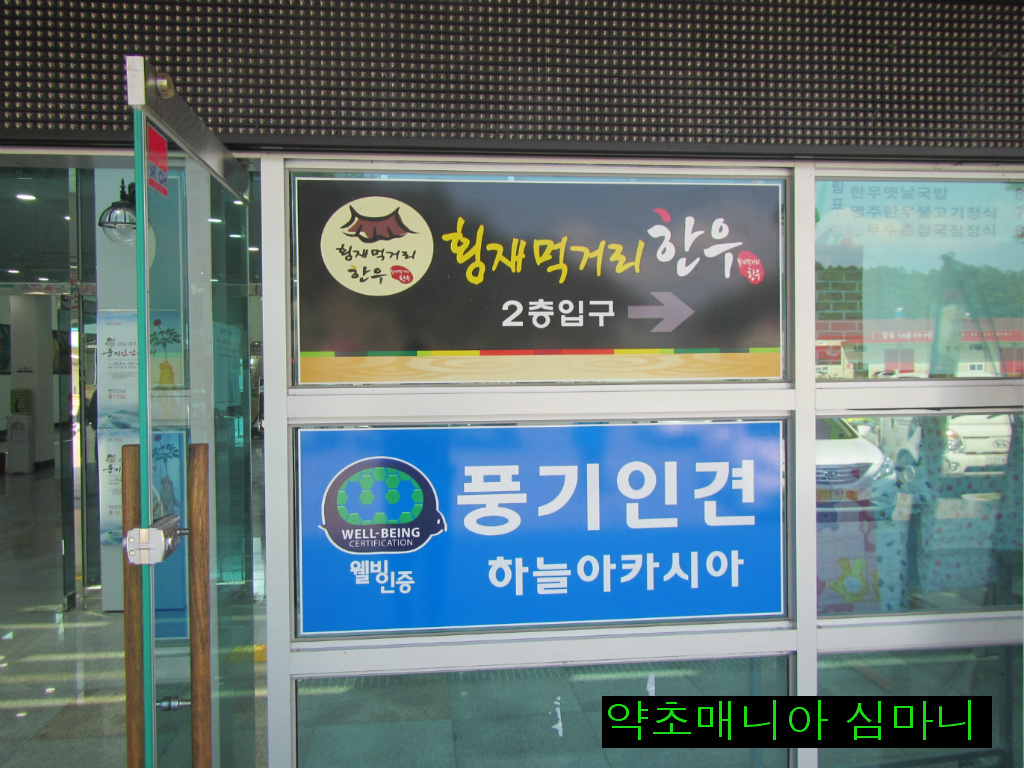 횡재먹거리
한우
횡재먹거리 한우
2층입구
한우옛날국밥
영주한우불고기정식
풍기인견
하늘아카시아
WELL-BEING
CERTIFICATION
웰빙인증
약초매니아 심마니